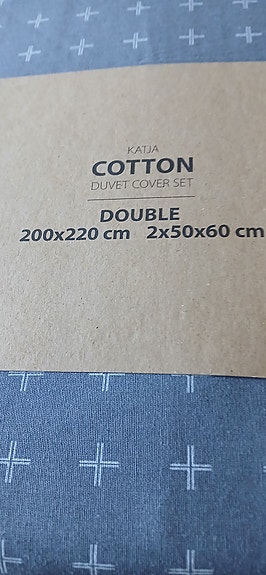 KATJA
COTTON
DUVET COVER SET
DOUBLE
200x220 cm 2x50x60 cm